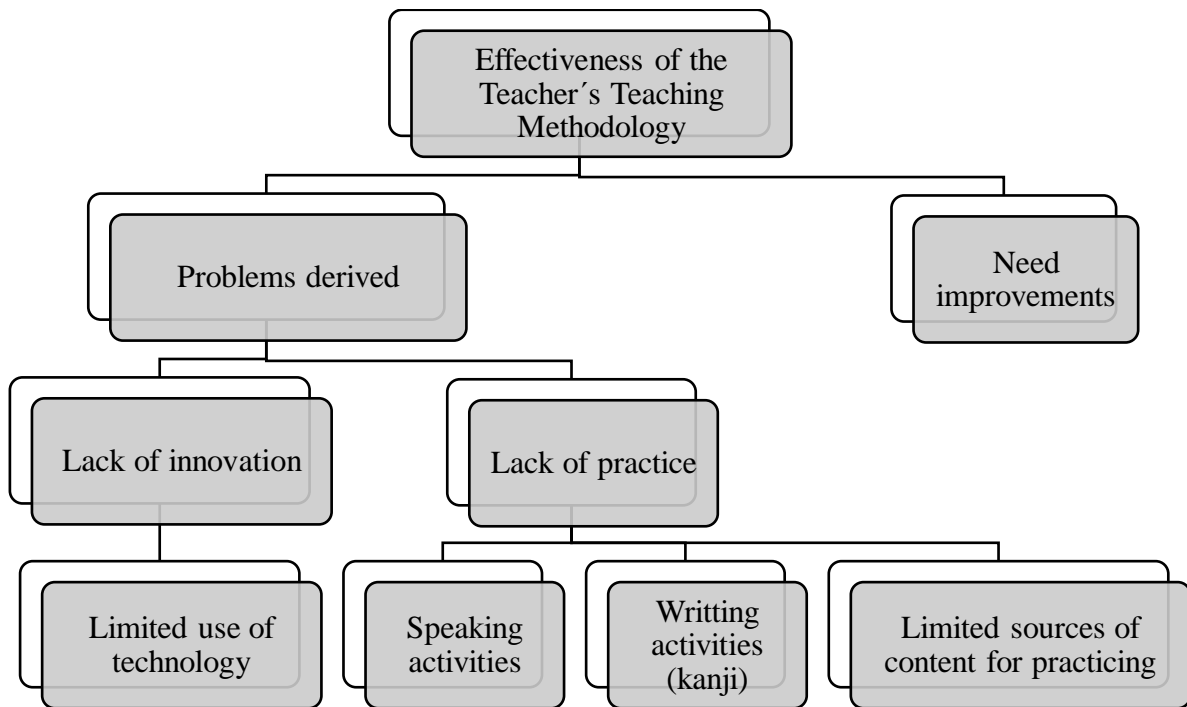 Effectiveness of the
Teacher´s Teaching
Methodology
Problems derived
Need
improvements
Lack of innovation
Lack of practice
Limited use of
technology
Speaking
activities
Writting
activities
(kanji)
Limited sources of
content for practicing